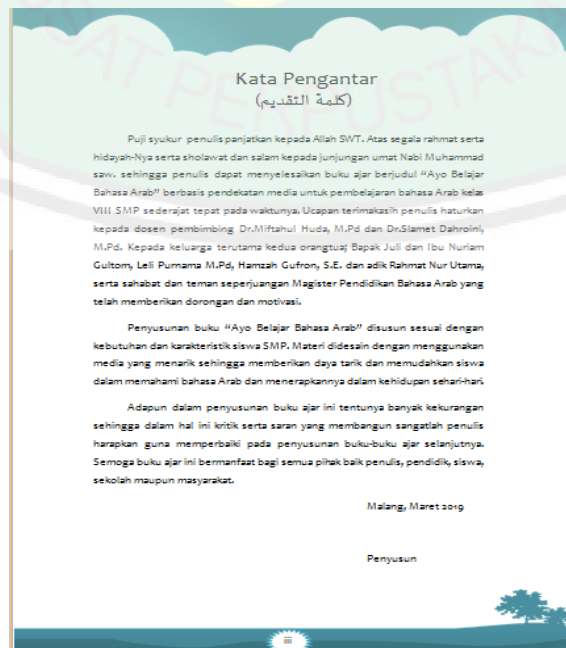 Kata Pengantar
(كلمة التقديم)
Puji syukur penulis panjatkan kepada Allah SWT. Atas segala rahmat serta
hidayah-Nya serta sholawat dan salam kepada junjungan umat Nabi Muhammad
saw. sehingga penulis dapat menyelesaikan buku ajar berjudul “Ayo Belajar
Bahasa Arab” berbasis pendekatan media untuk pembelajaran bahasa Arab kelas
VIII SMP sederajat tepat pada waktunya. Ucapan terimakasih penulis haturkan
kepada dosen pembimbing Dr.Miftahul Huda, M.Pd dan Dr.Slamet Dahroini,
M.Pd. Kepada keluarga terutama kedua orangtua; Bapak Juli dan Ibu Nuriam
Gultom, Leli Purnama M.Pd, Hamzah Gufron, S.E. dan adik Rahmat Nur Utama,
serta sahabat dan teman seperjuangan Magister Pendidikan Bahasa Arab yang
telah memberikan dorongan dan motivasi.
Penyusunan buku “Ayo Belajar Bahasa Arab” disusun sesuai dengan
kebutuhan dan karakteristik siswa SMP. Materi didesain dengan menggunakan
media yang menarik sehingga memberikan daya tarik dan memudahkan siswa
dalam memahami bahasa Arab dan menerapkannya dalam kehidupan sehari-hari.
Adapun dalam penyusunan buku ajar ini tentunya banyak kekurangan
sehingga dalam hal ini kritik serta saran yang membangun sangatlah penulis
harapkan guna memperbaiki pada penyusunan buku-buku ajar selanjutnya.
Semoga buku ajar ini bermanfaat bagi semua pihak baik penulis, pendidik, siswa,
sekolah maupun masyarakat.
Malang, Maret 2019
Penyusun
iii